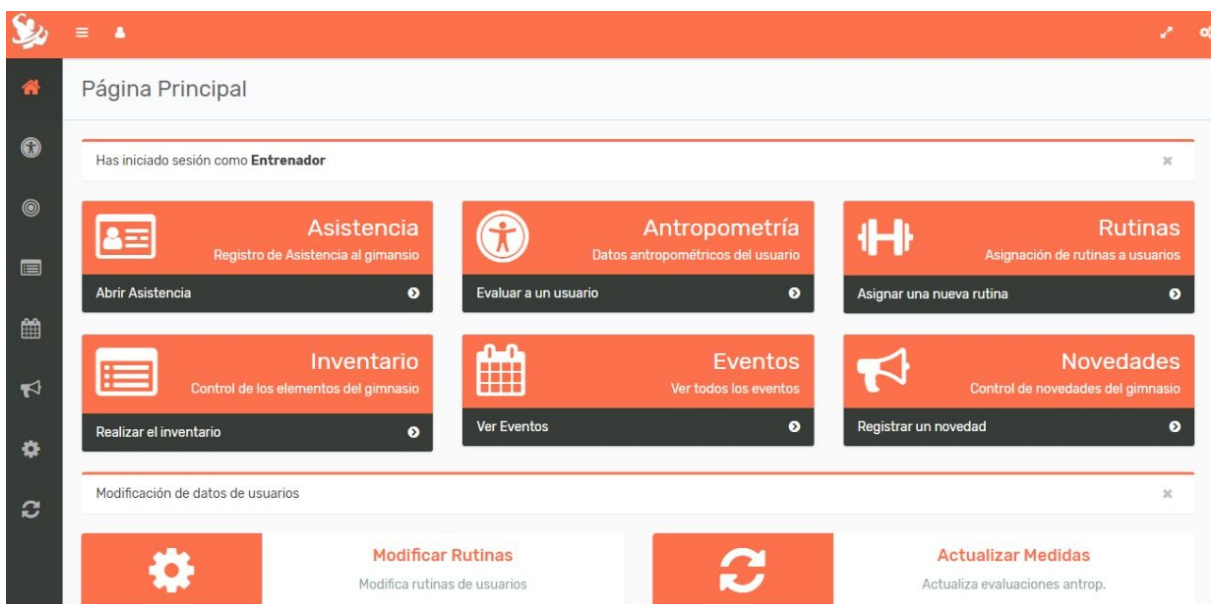 Página Principal
Has iniciado sesión como Entrenador
Asistencia
Registro de Asistencia al gimansio
Abrir Asistencia
Antropometría
Datos antropométricos del usuario
Evaluar a un usuario
Rutinas
Asignación de rutinas a usuarios
Asignar una nueva rutina
Inventario
Control de los elementos del gimnasio
Realizar el inventario
Eventos
Ver todos los eventos
Ver Eventos
Novedades
Control de novedades del gimnasio
Registrar un novedad
Modificación de datos de usuarios
Modificar Rutinas
Modifica rutinas de usuarios
Actualizar Medidas
Actualiza evaluaciones antrop.